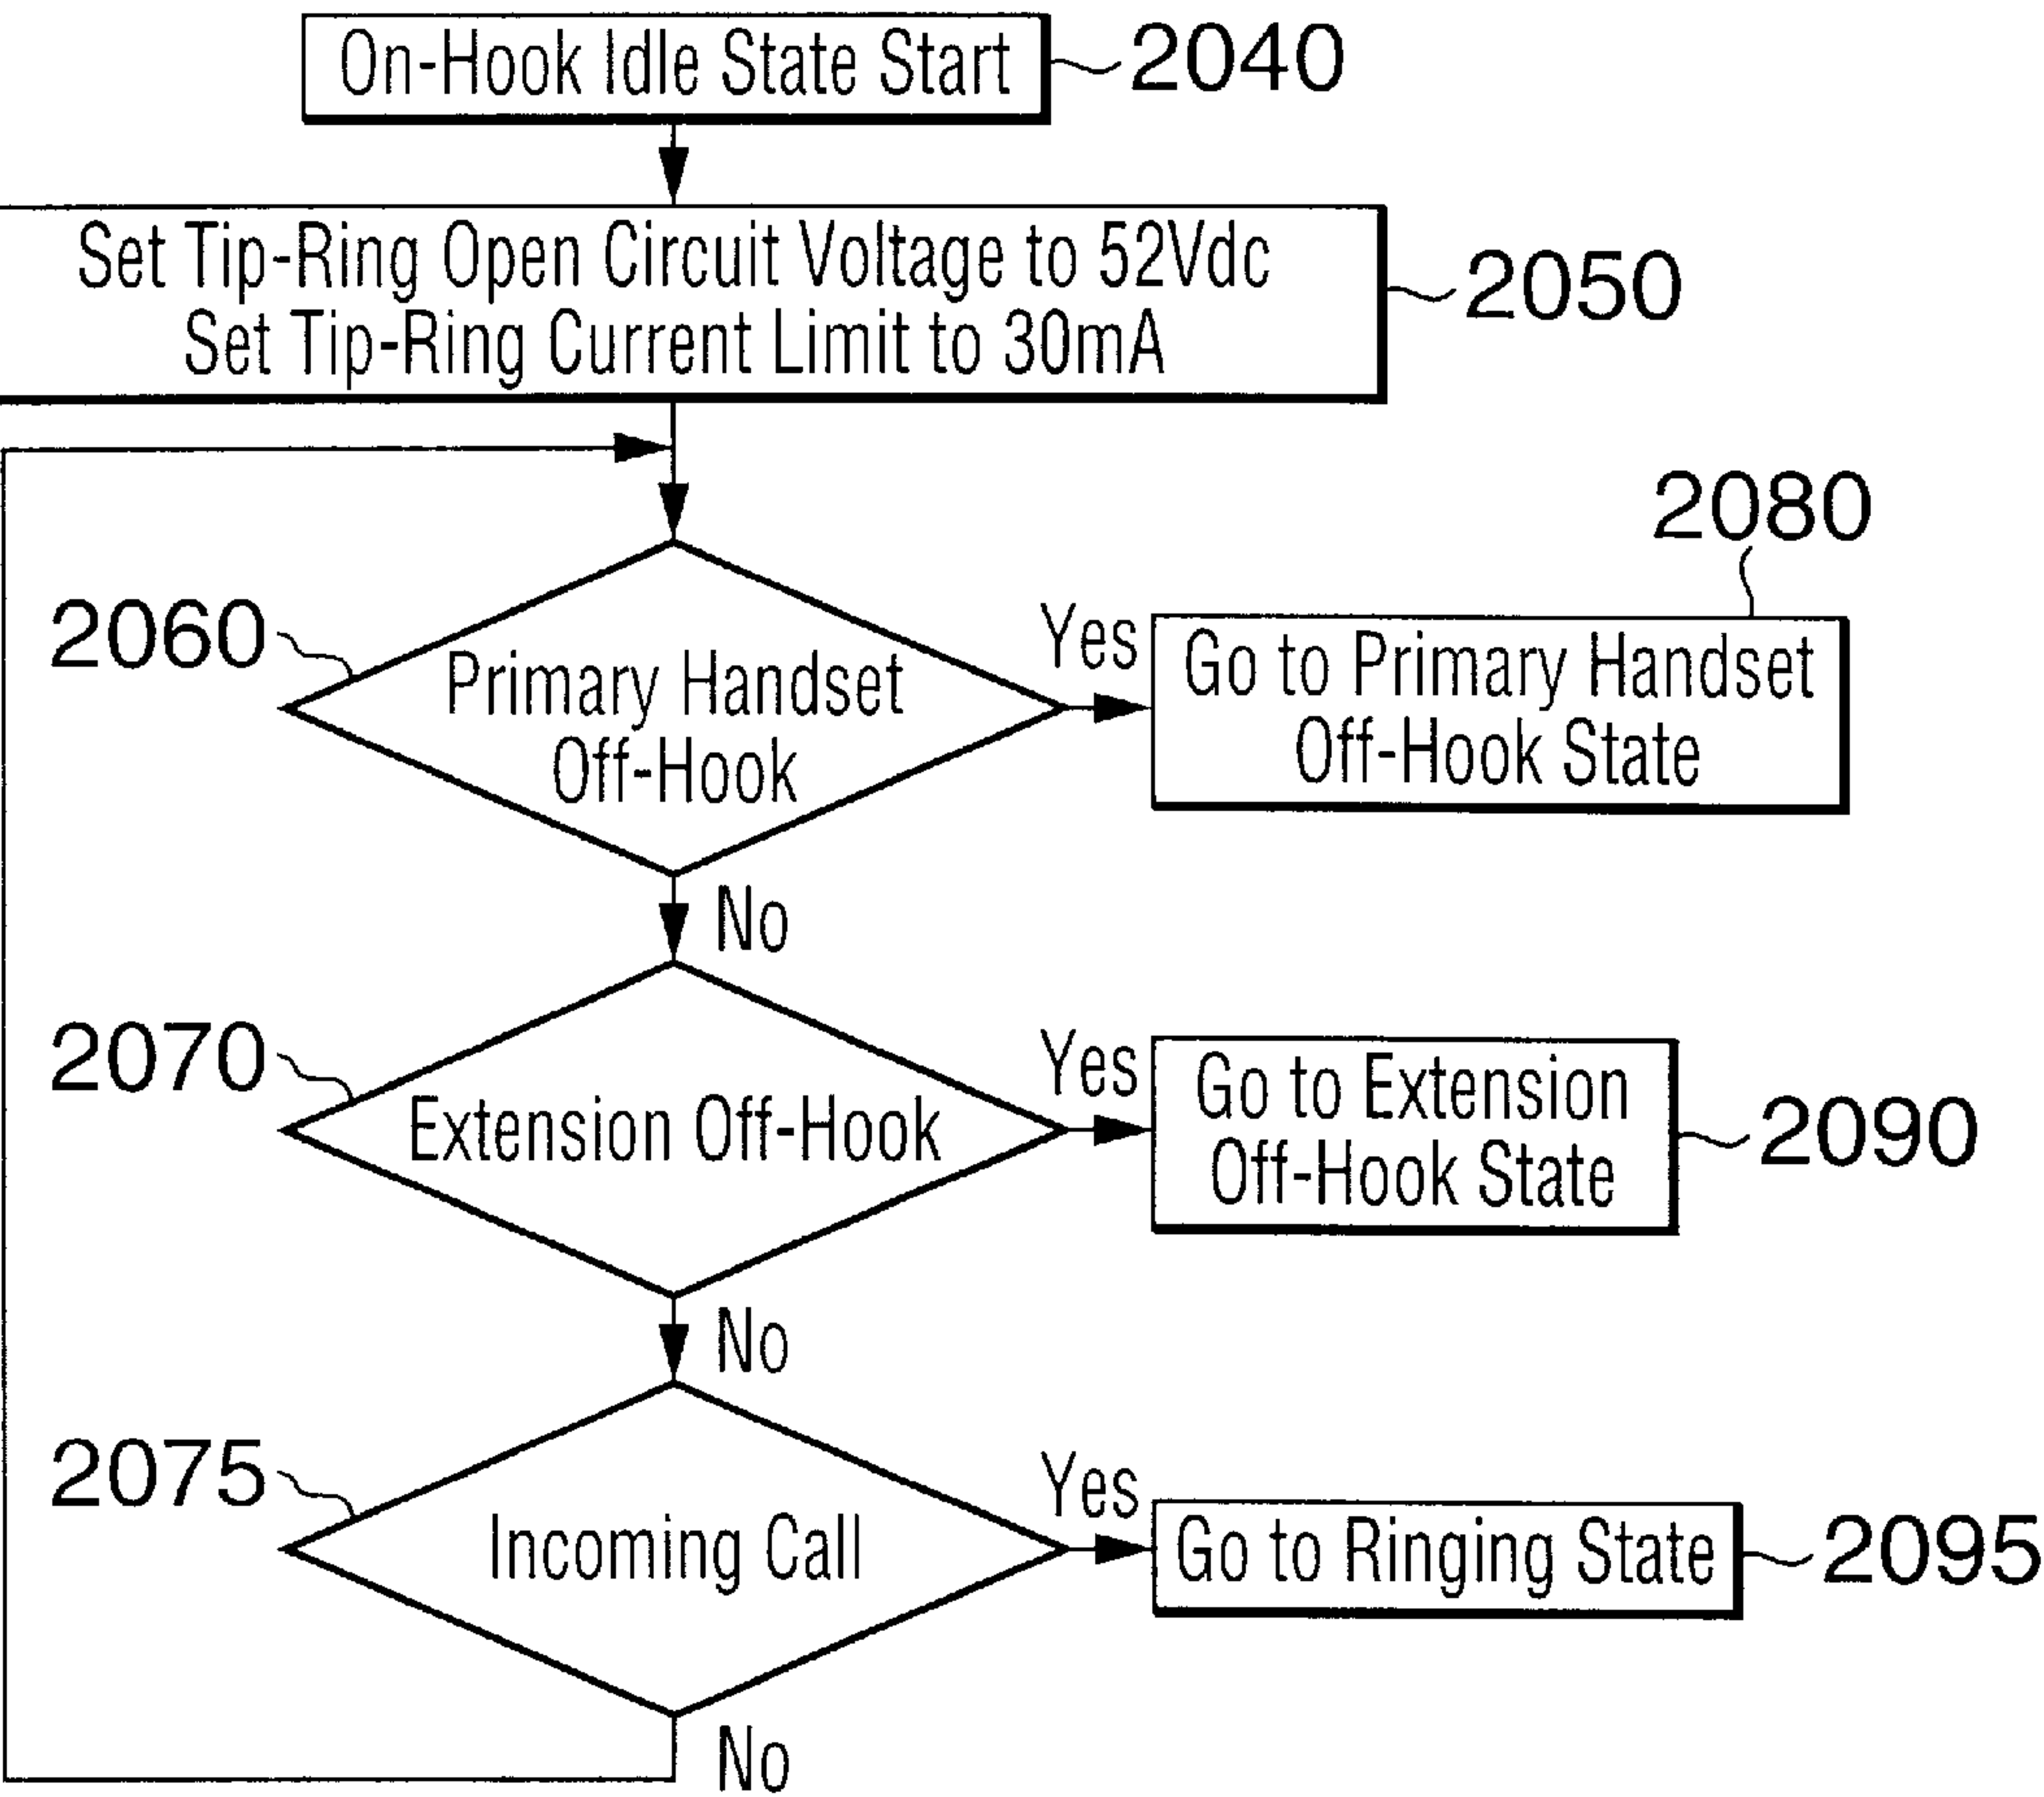 On-Hook Idle State Start
2040
Set Tip-Ring Open Circuit Voltage to 52Vdc
Set Tip-Ring Current Limit to 30mA
2050
2060
Primary Handset
Off-Hook
Yes
2080
Go to Primary Handset
Off-Hook State
No
2070
Extension Off-Hook
Yes
Go to Extension
Off-Hook State
2090
No
2075
Incoming Call
Yes
Go to Ringing State
2095
No